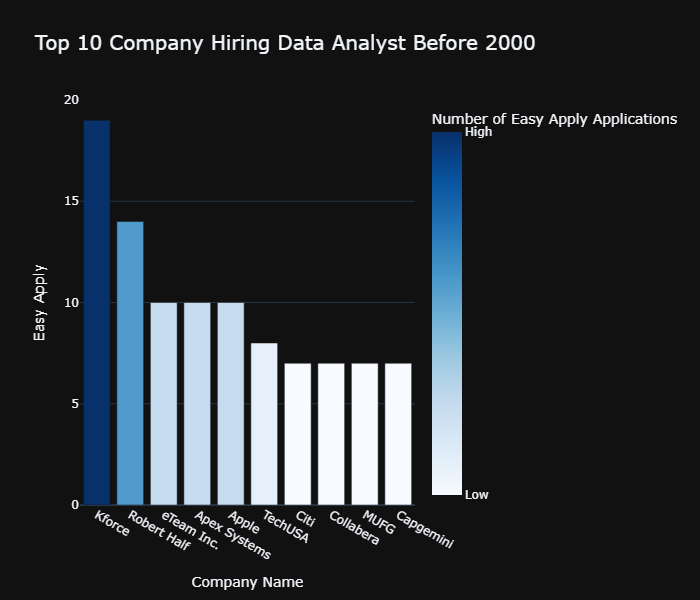 Top 10 Company Hiring Data Analyst Before 2000
Number of Easy Apply Applications
High
Low
Easy Apply
20
15
10
5
0
Kforce
Robert Half
eTeam Inc.
Apex Systems
Apple
TechUSA
Citi
Collabera
MUFG
Capgemini
Company Name